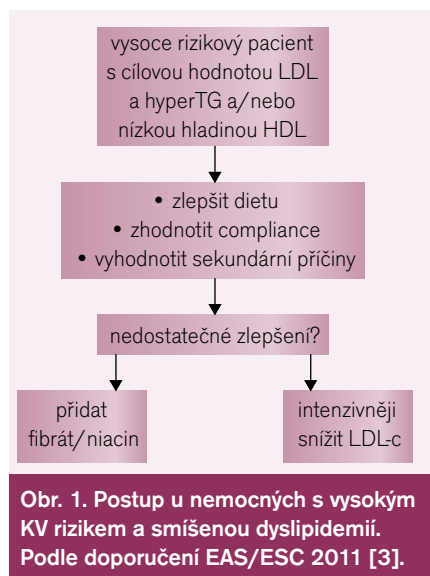 vysoce rizikový pacient
s cílovou hodnotou LDL
a hyperTG a/nebo
nízkou hladinou HDL
• zlepšit dietu
• zhodnotit compliance
• vyhodnotit sekundární příčiny
nedostatečné zlepšení?
přidat
fibrát/niacin
intenzivněji
snížit LDL-c
Obr. 1. Postup u nemocných s vysokým
KV rizikem a smíšenou dyslipidemií.
Podle doporučení EAS/ESC 2011 [3].